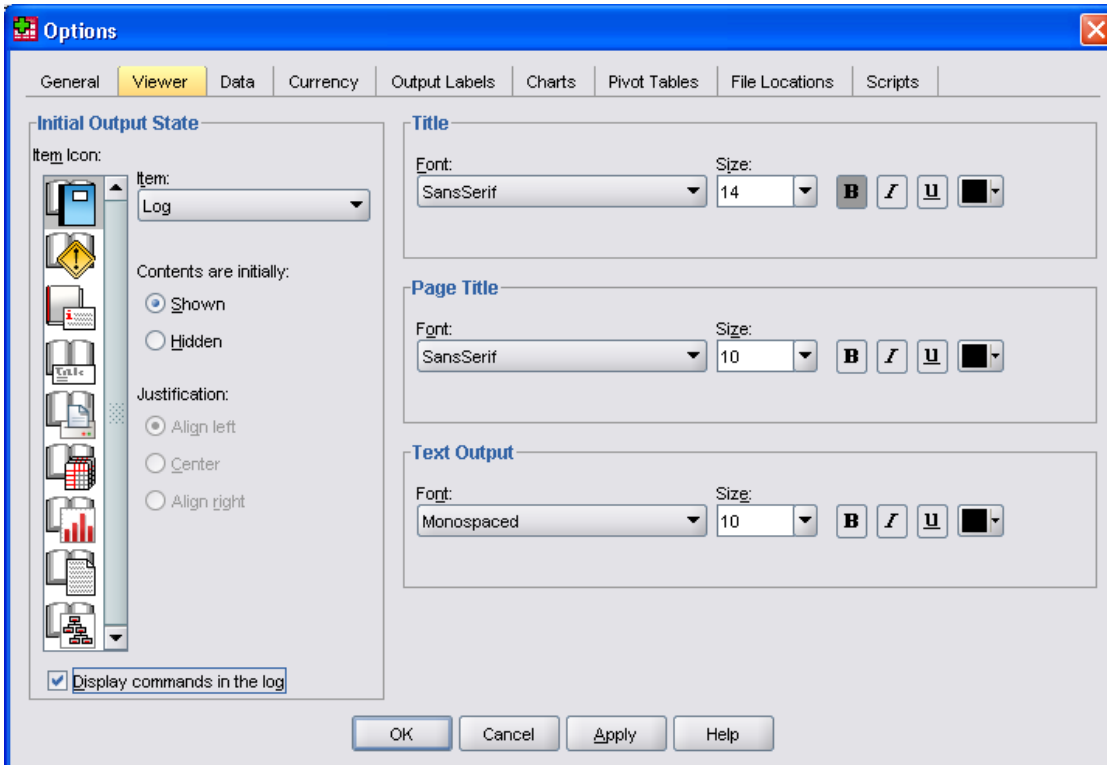 Options
General Viewer Data Currency Output Labels Charts Pivot Tables File Locations Scripts
Initial Output State
Item Icon:
Item:
Log
Contents are initially:
Shown
Hidden
Justification:
Align left
Center
Align right
Display commands in the log
Title
Font: Size:
SansSerif 14 B I U
Page Title
Font: Size:
SansSerif 10 B I U
Text Output
Font: Size:
Monospaced 10 B I U
OK Cancel Apply Help